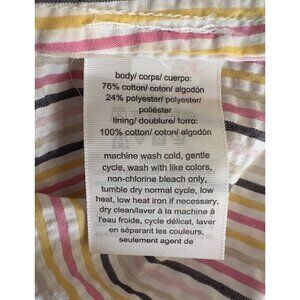 body/ corps/ cuerpo:
76% cotton/ coton/ algodón
24% polyester/ polyester/
poliéster
lining/ doublure/ forro:
100% cotton/ coton/ algodón
machine wash cold, gentle
cycle, wash with like colors,
non-chlorine bleach only,
tumble dry normal cycle, low
heat, low heat iron if necessary,
dry clean/laver à la machine à
l'eau froide, cycle délicat, laver
en séparant les couleurs,
seulement agent de